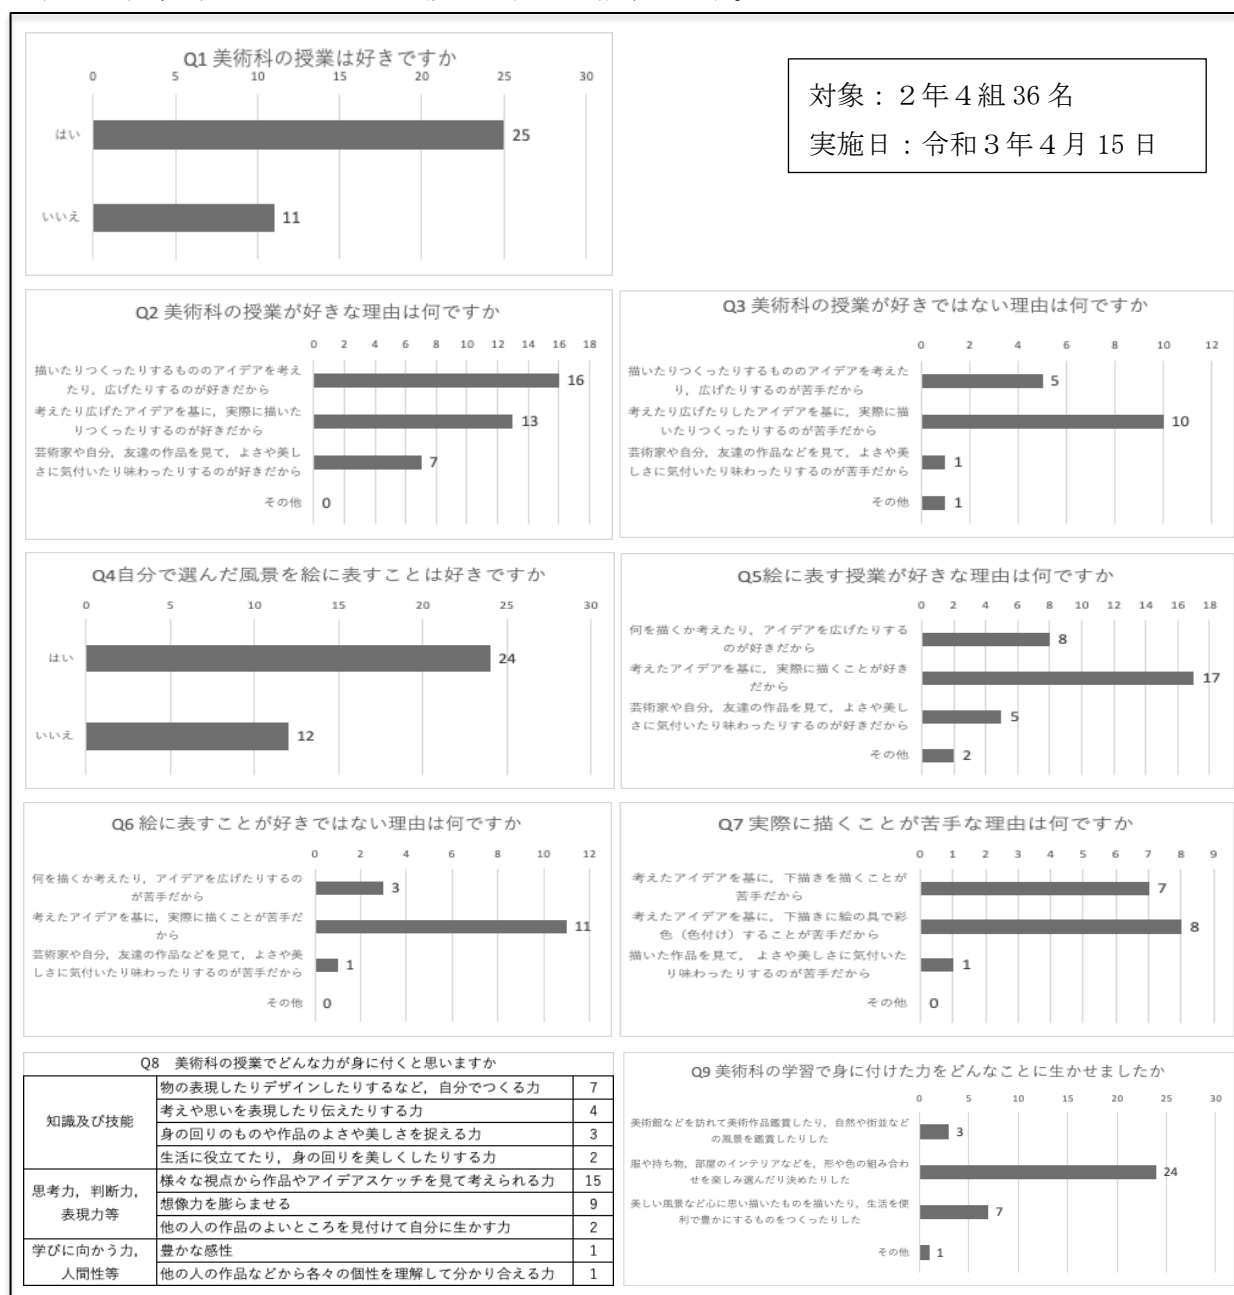 Q1 美術科の授業は好きですか
0 5 10 15 20 25 30
はい 25
いいえ 11
対象：２年４組 36 名
実施日：令和３年４月 15 日
Q2 美術科の授業が好きな理由は何ですか
0 2 4 6 8 10 12 14 16 18
描いたりつくったりするもののアイデアを考え
たり，広げたりするのが好きだから 16
考えたり広げたアイデアを基に，実際に描いた
りつくったりするのが好きだから 13
芸術家や自分，友達の作品を見て，よさや美し
さに気付いたり味わったりするのが好きだから 7
その他 0
Q3 美術科の授業が好きではない理由は何ですか
0 2 4 6 8 10 12
描いたりつくったりするもののアイデアを考えた
り，広げたりするのが苦手だから 5
考えたり広げたりしたアイデアを基に，実際に描
いたりつくったりするのが苦手だから 10
芸術家や自分，友達の作品などを見て，よさや美
しさに気付いたり味わったりするのが苦手だから 1
その他 1
Q4自分で選んだ風景を絵に表すことは好きですか
0 5 10 15 20 25 30
はい 24
いいえ 12
Q5絵に表す授業が好きな理由は何ですか
0 2 4 6 8 10 12 14 16 18
何を描くか考えたり，アイデアを広げたりする
のが好きだから 8
考えたアイデアを基に，実際に描くことが好き
だから 17
芸術家や自分，友達の作品を見て，よさや美し
さに気付いたり味わったりするのが好きだから 5
その他 2
Q6 絵に表すことが好きではない理由は何ですか
0 2 4 6 8 10 12
何を描くか考えたり，アイデアを広げたりするの
が苦手だから 3
考えたアイデアを基に，実際に描くことが苦手だ
から 11
芸術家や自分，友達の作品などを見て，よさや美
しさに気付いたり味わったりするのが苦手だから 1
その他 0
Q7 実際に描くことが苦手な理由は何ですか
0 1 2 3 4 5 6 7 8 9
考えたアイデアを基に，下描きを描くことが
苦手だから 7
考えたアイデアを基に，下描きに絵の具で彩
色（色付け）することが苦手だから 8
描いた作品を見て，よさや美しさに気付いた
り味わったりするのが苦手だから 1
その他 0
Q8 美術科の授業でどんな力が身に付くと思いますか
知識及び技能
物の表現したりデザインしたりするなど，自分でつくる力 7
考えや思いを表現したり伝えたりする力 4
身の回りのものや作品のよさや美しさを捉える力 3
生活に役立てたり，身の回りを美しくしたりする力 2
思考力，判断力，
表現力等
様々な視点から作品やアイデアスケッチを見て考えられる力 15
想像力を膨らませる 9
他の人の作品のよいところを見付けて自分に生かす力 2
学びに向かう力，
人間性等
豊かな感性 1
他の人の作品などから各々の個性を理解して分かり合える力 1
Q9 美術科の学習で身に付けた力をどんなことに生かせましたか
0 5 10 15 20 25 30
美術館などを訪れて美術作品鑑賞したり，自然や街並など
の風景を鑑賞したりした 3
服や持ち物，部屋のインテリアなどを，形や色の組み合わ
せを楽しみ選んだり決めたりした 24
美しい風景など心に思い描いたものを描いたり，生活を便
利で豊かにするものをつくったりした 7
その他 1